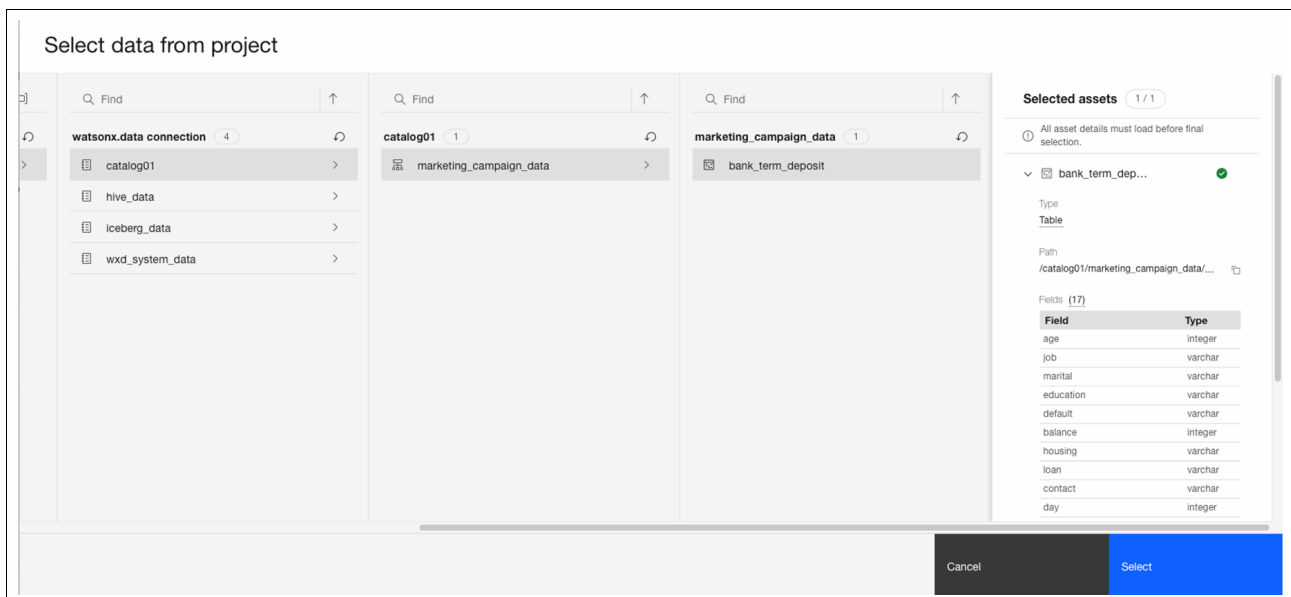 Select data from project
Find
watsonx.data connection 4
catalog01
hive_data
iceberg_data
wxd_system_data
Find
catalog01 1
marketing_campaign_data
Find
marketing_campaign_data 1
bank_term_deposit
Selected assets 1 / 1
All asset details must load before final
selection.
bank_term_dep...
Type
Table
Path
/catalog01/marketing_campaign_data/...
Fields (17)
Field Type
age integer
job varchar
marital varchar
education varchar
default varchar
balance integer
housing varchar
loan varchar
contact varchar
day integer
Cancel
Select